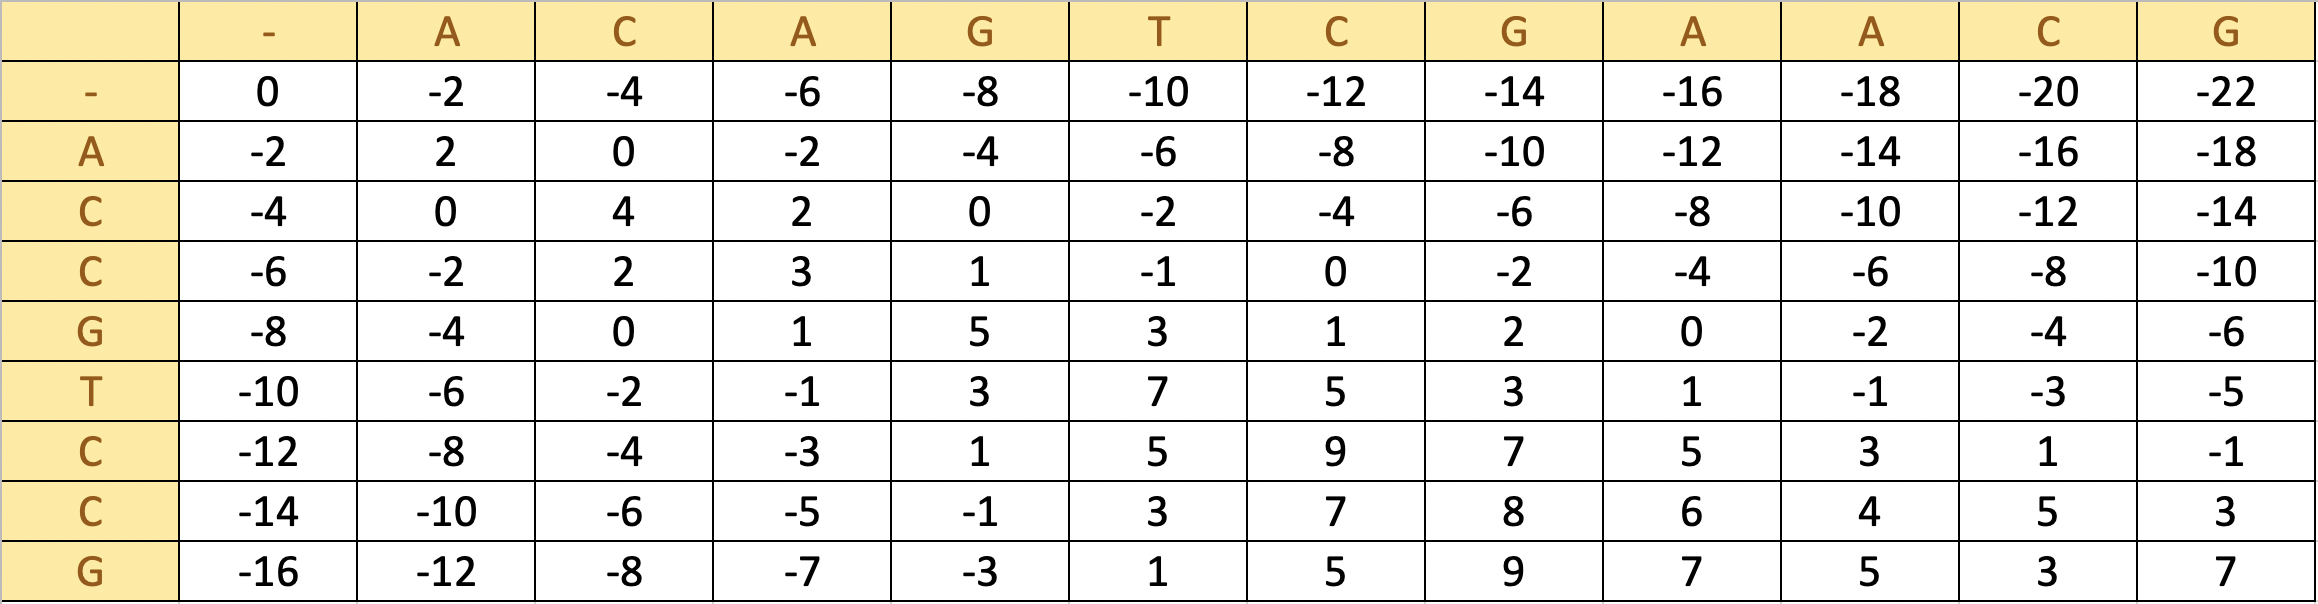 - A C A G T C G A A C G
- 0 -2 -4 -6 -8 -10 -12 -14 -16 -18 -20 -22
A -2 2 0 -2 -4 -6 -8 -10 -12 -14 -16 -18
C -4 0 4 2 0 -2 -4 -6 -8 -10 -12 -14
C -6 -2 2 3 1 -1 0 -2 -4 -6 -8 -10
G -8 -4 0 1 5 3 1 2 0 -2 -4 -6
T -10 -6 -2 -1 3 7 5 3 1 -1 -3 -5
C -12 -8 -4 -3 1 5 9 7 5 3 1 -1
C -14 -10 -6 -5 -1 3 7 8 6 4 5 3
G -16 -12 -8 -7 -3 1 5 9 7 5 3 7